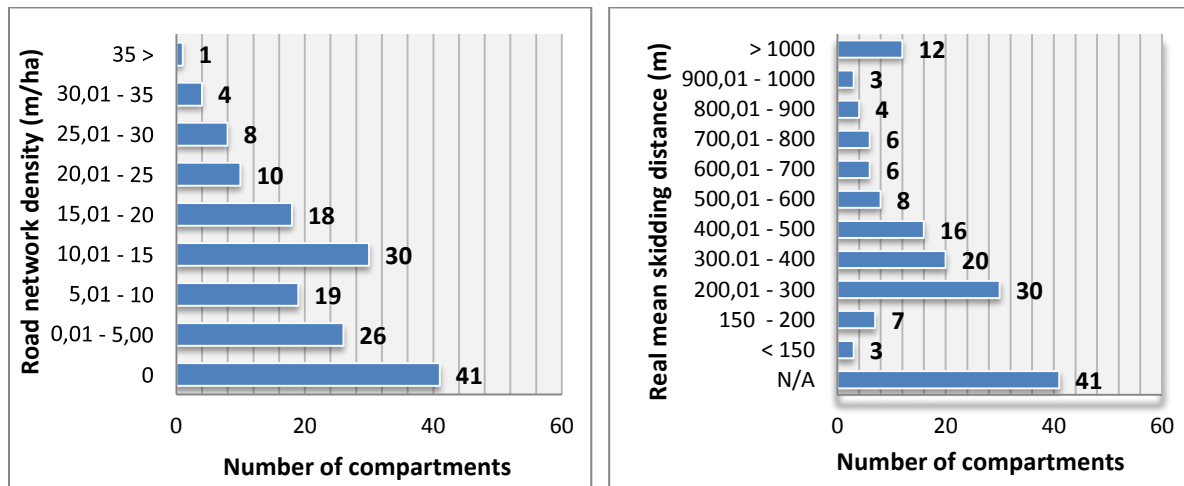 Road network density (m/ha)
35 > 1
30,01 - 35 4
25,01 - 30 8
20,01 - 25 10
15,01 - 20 18
10,01 - 15 30
5,01 - 10 19
0,01 - 5,00 26
0 41
0 20 40 60
Number of compartments
Real mean skidding distance (m)
> 1000 12
900,01 - 1000 3
800,01 - 900 4
700,01 - 800 6
600,01 - 700 6
500,01 - 600 8
400,01 - 500 16
300.01 - 400 20
200,01 - 300 30
150 - 200 7
< 150 3
N/A 41
0 20 40 60
Number of compartments